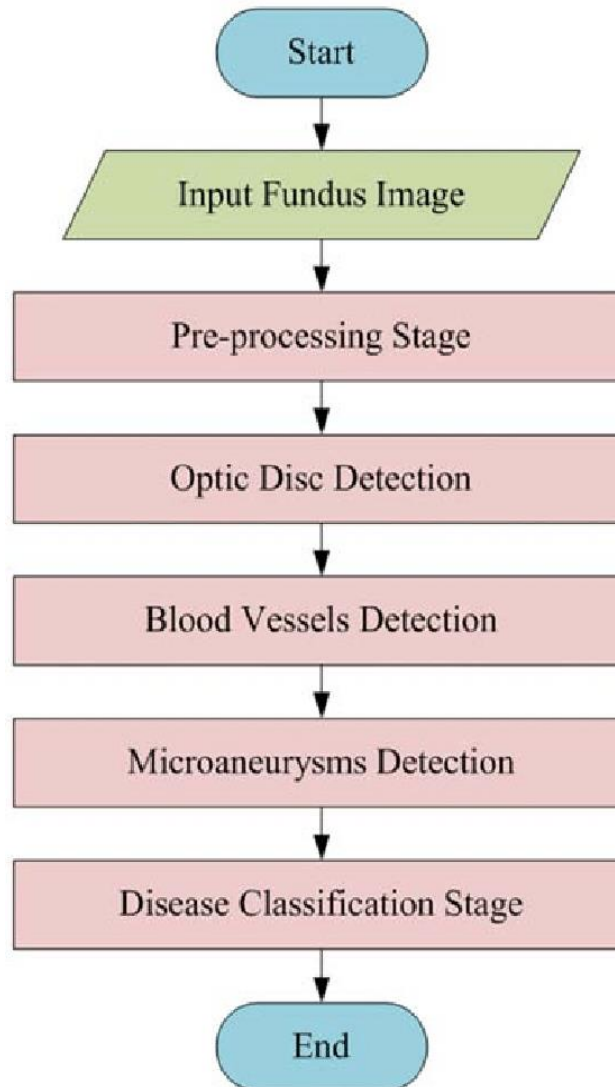 Start
Input Fundus Image
Pre-processing Stage
Optic Disc Detection
Blood Vessels Detection
Microaneurysms Detection
Disease Classification Stage
End